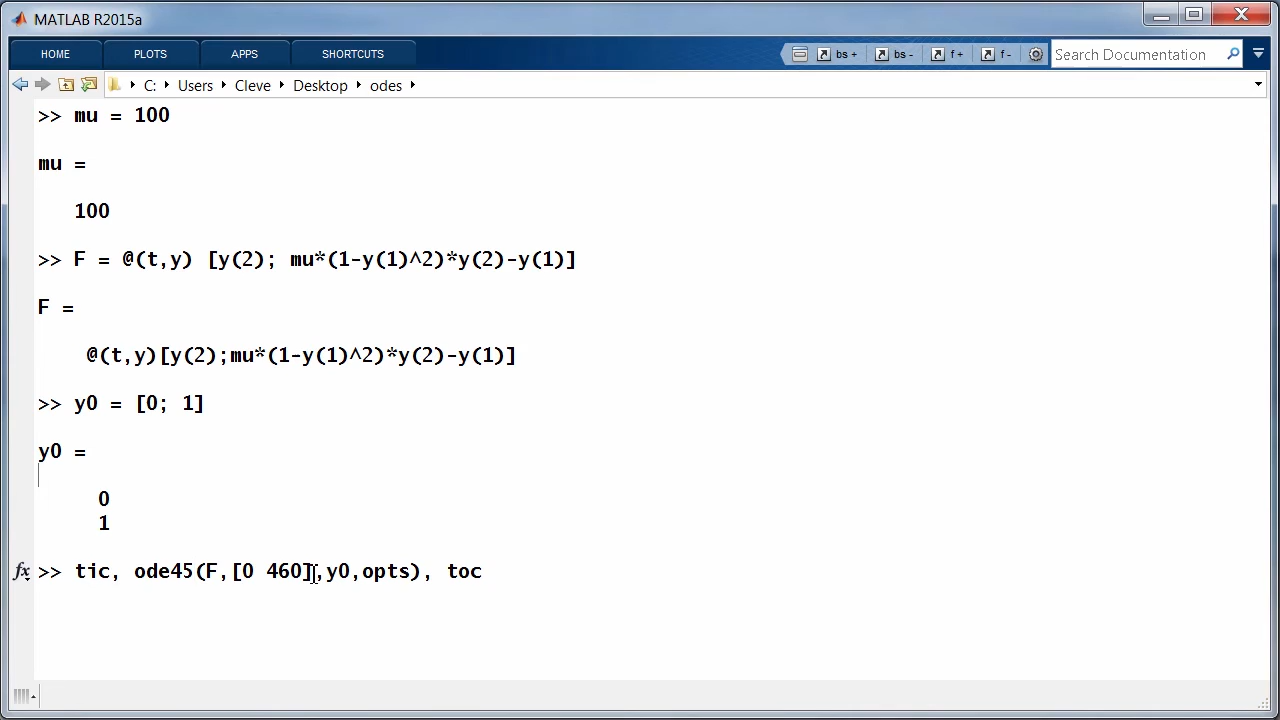 MATLAB R2015a
HOME PLOTS APPS SHORTCUTS bs + bs - f + f - Search Documentation
C: Users Cleve Desktop odes
>> mu = 100
mu =
100
>> F = @(t,y) [y(2); mu*(1-y(1)^2)*y(2)-y(1)]
F =
@(t,y)[y(2);mu*(1-y(1)^2)*y(2)-y(1)]
>> y0 = [0; 1]
y0 =
0
1
fx >> tic, ode45(F,[0 460],y0,opts), toc